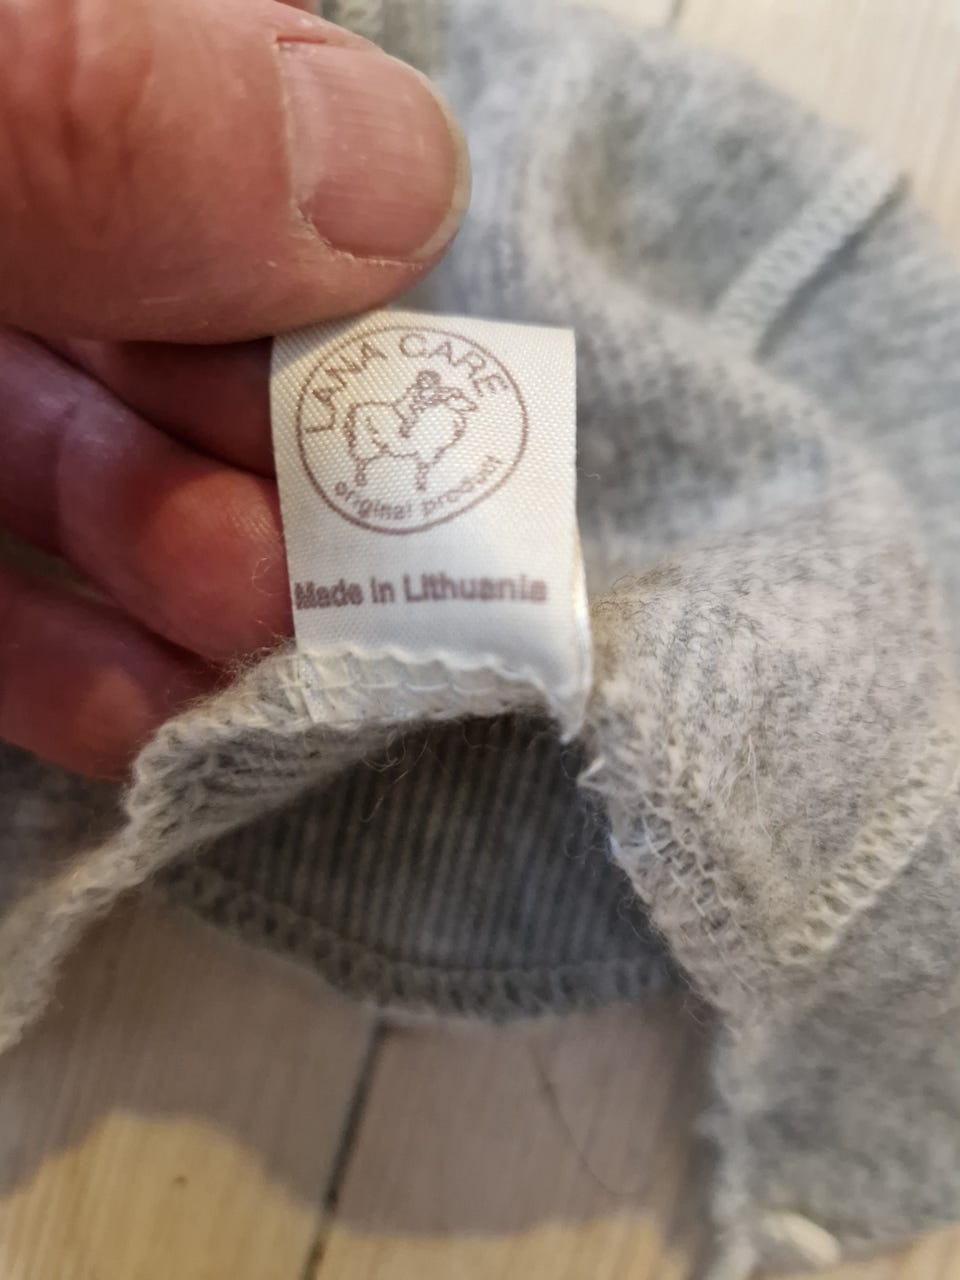 LANA CARE
original product
Made in Lithuania